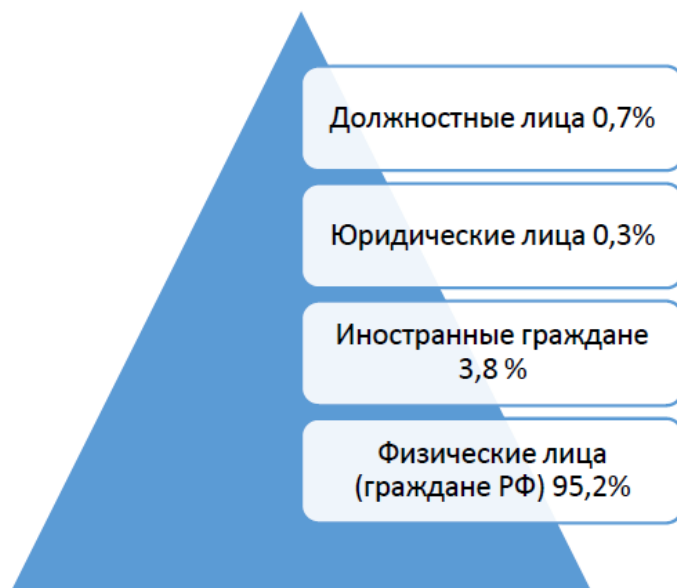 Должностные лица 0,7%
Юридические лица 0,3%
Иностранные граждане
3,8 %
Физические лица
(граждане РФ) 95,2%